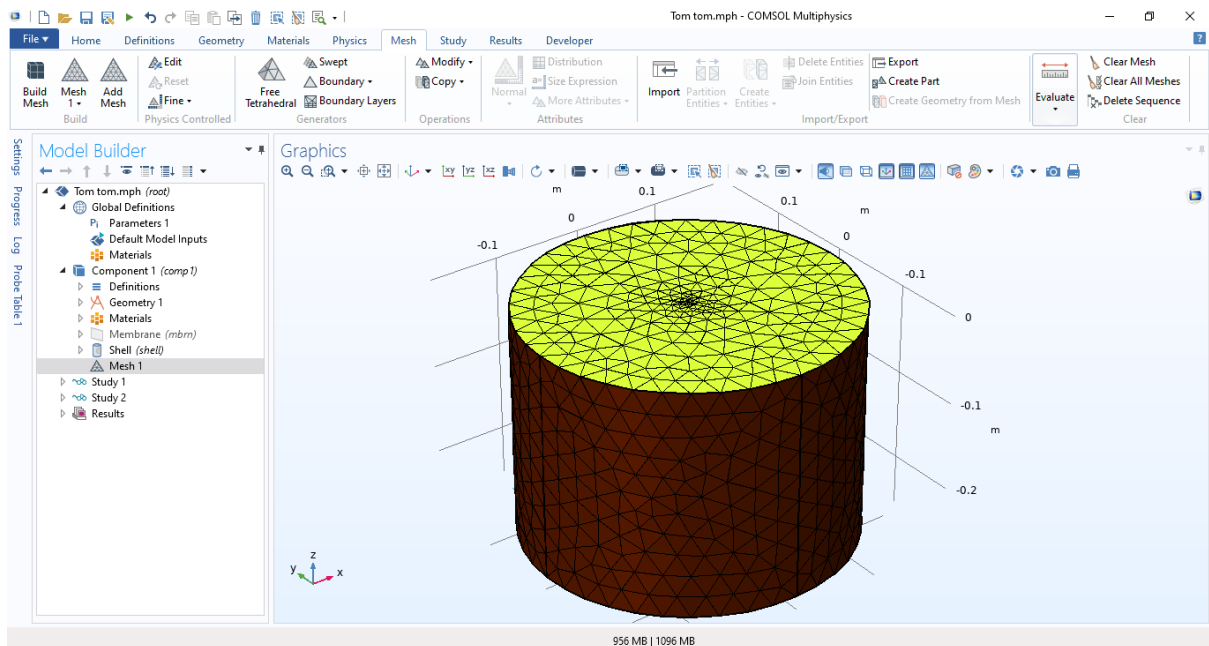 Tom tom.mph - COMSOL Multiphysics
File Home Definitions Geometry Materials Physics Mesh Study Results Developer
Build Mesh
Mesh 1
Add Mesh
Build
Edit
Reset
Fine
Physics Controlled
Free Tetrahedral
Swept
Boundary
Boundary Layers
Generators
Modify
Copy
Operations
Normal
Distribution
Size Expression
More Attributes
Attributes
Import
Partition Entities
Create Entities
Delete Entities
Join Entities
Export
Create Part
Create Geometry from Mesh
Import/Export
Evaluate
Clear Mesh
Clear All Meshes
Delete Sequence
Clear
Settings
Progress
Log
Probe Table 1
Model Builder
Tom tom.mph (root)
Global Definitions
Pi Parameters 1
Default Model Inputs
Materials
Component 1 (comp1)
Definitions
Geometry 1
Materials
Membrane (mbrn)
Shell (shell)
Mesh 1
Study 1
Study 2
Results
Graphics
xy yz xz
m
0.1
0
-0.1
0.1
m
0
-0.1
0
-0.1
m
-0.2
z
y x
956 MB | 1096 MB